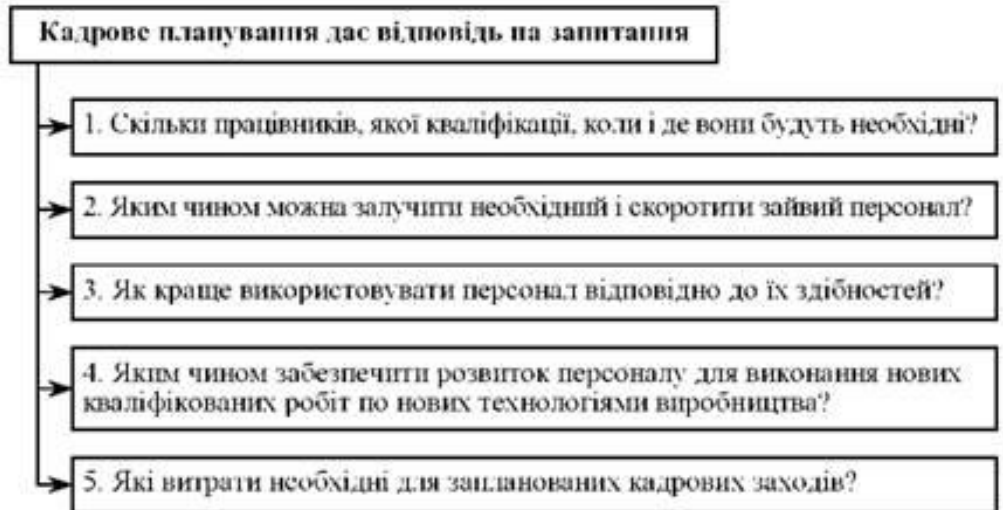 Кадрове планування дає відповідь на запитання
1. Скільки працівників, якої кваліфікації, коли і де вони будуть необхідні?
2. Яким чином можна залучити необхідний і скоротити зайвий персонал?
3. Як краще використовувати персонал відповідно до їх здібностей?
4. Яким чином забезпечити розвиток персоналу для виконання нових
кваліфікованих робіт по нових технологіями виробництва?
5. Які витрати необхідні для запланованих кадрових заходів?